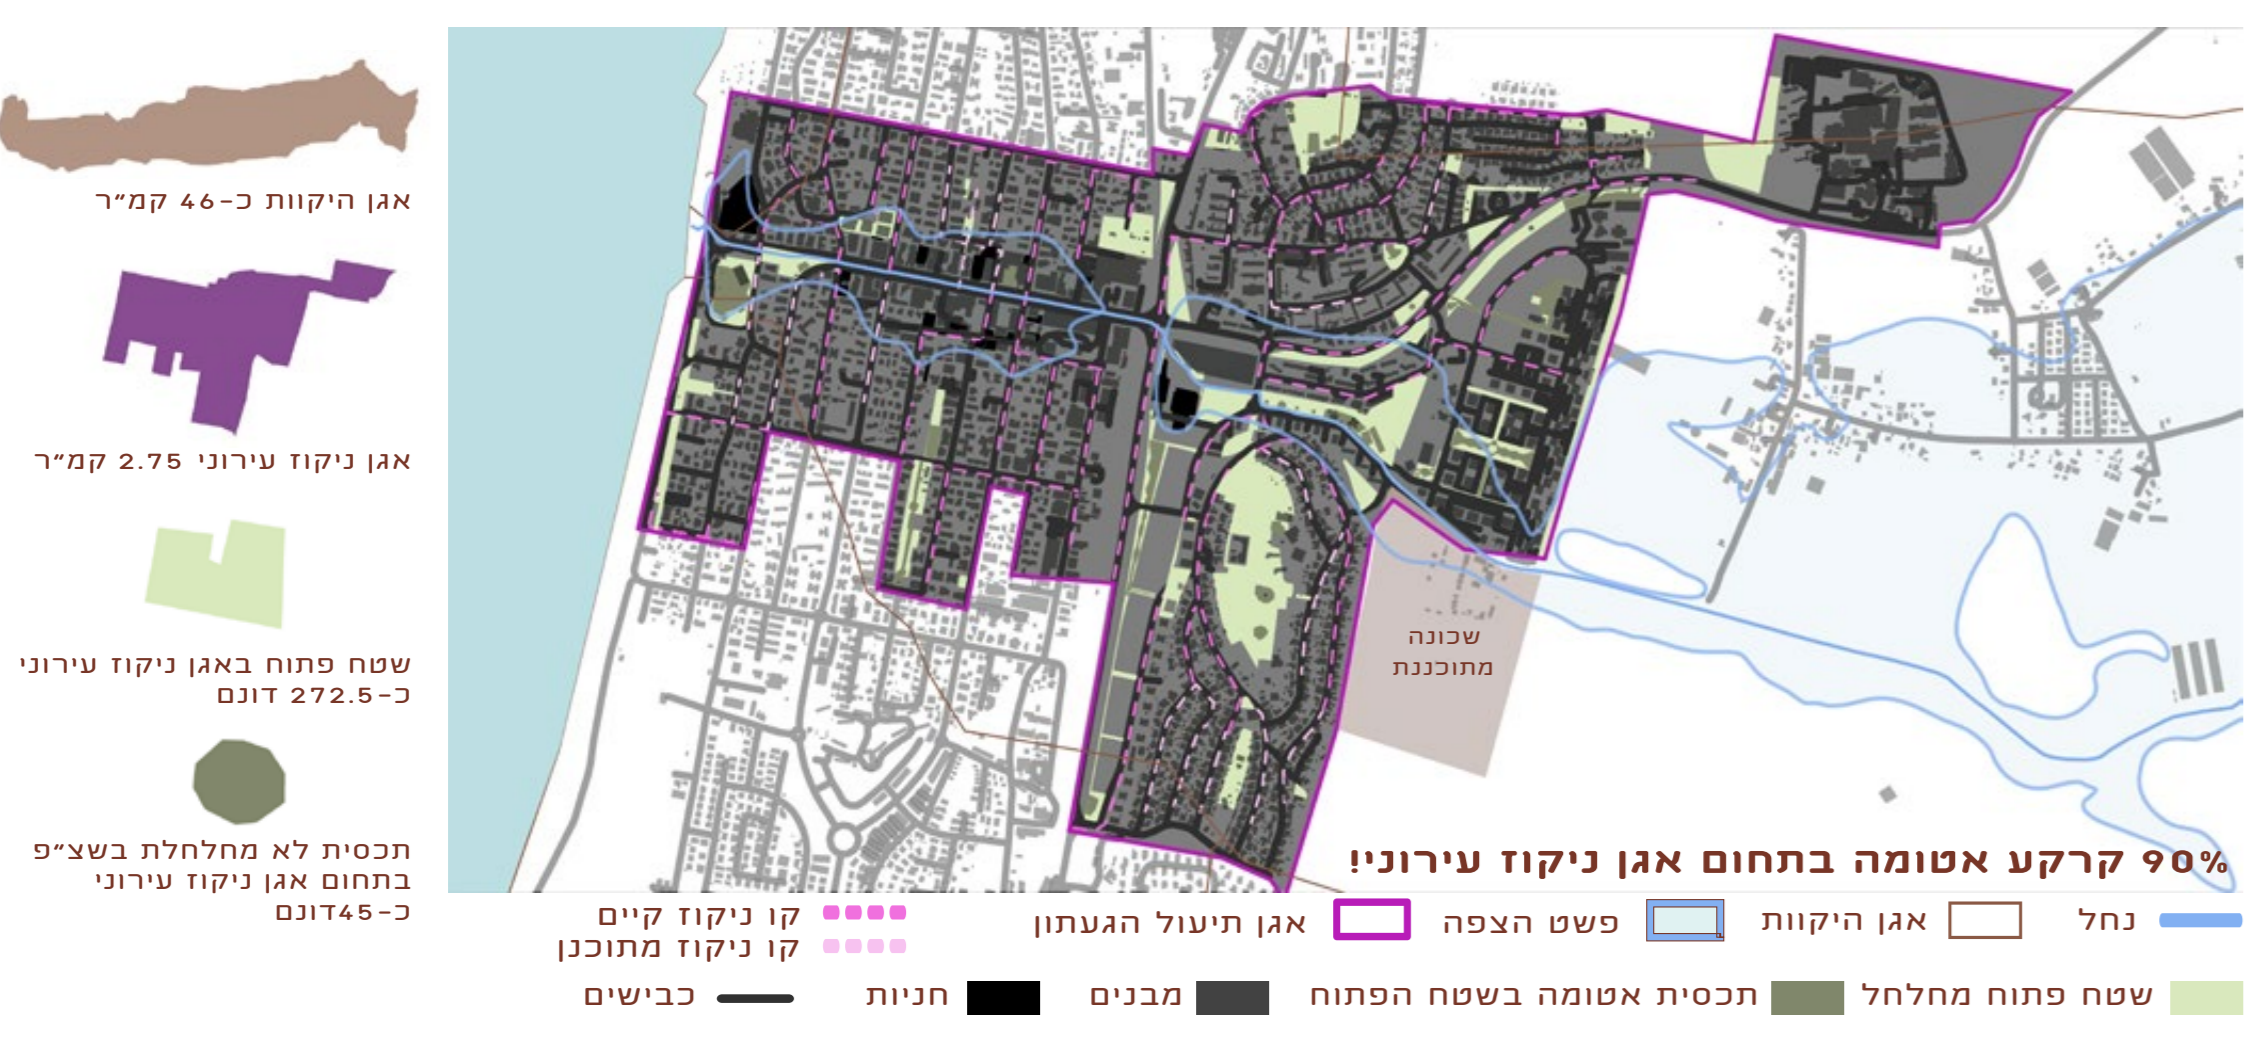 אגן היקוות כ-46 קמ״ר
אגן ניקוז עירוני 2.75 קמ״ר
שטח פתוח באגן ניקוז עירוני
כ-272.5 דונם
תכסית לא מחלחלת בשצ״פ
בתחום אגן ניקוז עירוני
כ-45דונם
שכונה
מתוכננת
90% קרקע אטומה בתחום אגן ניקוז עירוני!
נחל
אגן היקוות
פשט הצפה
אגן תיעול הגעתון
קו ניקוז קיים
קו ניקוז מתוכנן
שטח פתוח מחלחל
תכסית אטומה בשטח הפתוח
מבנים
חניות
כבישים